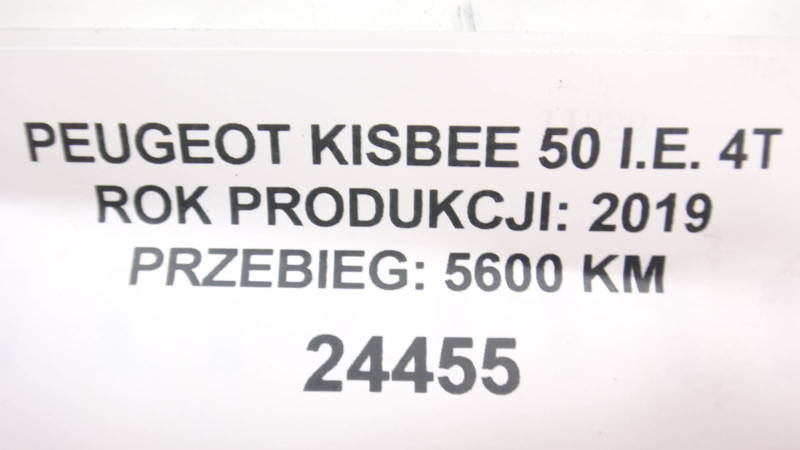 PEUGEOT KISBEE 50 I.E. 4T
ROK PRODUKCJI: 2019
PRZEBIEG: 5600 KM
24455